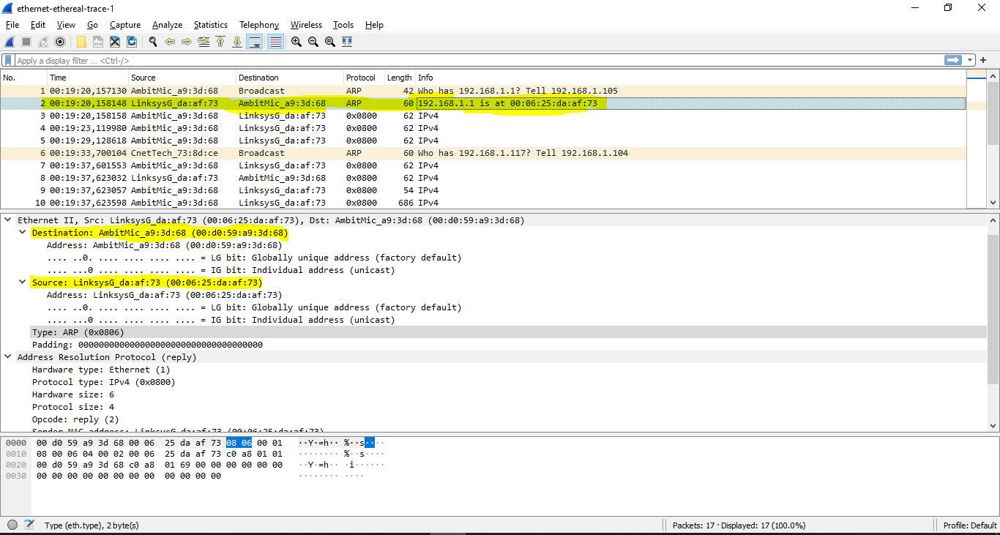 ethernet-ethereal-trace-1
File Edit View Go Capture Analyze Statistics Telephony Wireless Tools Help
Apply a display filter ... <Ctrl-/>
No. Time Source Destination Protocol Length Info
1 00:19:20,157130 AmbitMic_a9:3d:68 Broadcast ARP 42 Who has 192.168.1.1? Tell 192.168.1.105
2 00:19:20,158148 LinksysG_da:af:73 AmbitMic_a9:3d:68 ARP 60 192.168.1.1 is at 00:06:25:da:af:73
3 00:19:20,158158 AmbitMic_a9:3d:68 LinksysG_da:af:73 0x0800 62 IPv4
4 00:19:23,119980 AmbitMic_a9:3d:68 LinksysG_da:af:73 0x0800 62 IPv4
5 00:19:29,128618 AmbitMic_a9:3d:68 LinksysG_da:af:73 0x0800 62 IPv4
6 00:19:33,700104 CnetTech_73:8d:ce Broadcast ARP 60 Who has 192.168.1.117? Tell 192.168.1.104
7 00:19:37,601553 AmbitMic_a9:3d:68 LinksysG_da:af:73 0x0800 62 IPv4
8 00:19:37,623032 LinksysG_da:af:73 AmbitMic_a9:3d:68 0x0800 62 IPv4
9 00:19:37,623057 AmbitMic_a9:3d:68 LinksysG_da:af:73 0x0800 54 IPv4
10 00:19:37,623598 AmbitMic_a9:3d:68 LinksysG_da:af:73 0x0800 686 IPv4
Ethernet II, Src: LinksysG_da:af:73 (00:06:25:da:af:73), Dst: AmbitMic_a9:3d:68 (00:d0:59:a9:3d:68)
Destination: AmbitMic_a9:3d:68 (00:d0:59:a9:3d:68)
Address: AmbitMic_a9:3d:68 (00:d0:59:a9:3d:68)
.... ..0. .... .... .... .... = LG bit: Globally unique address (factory default)
.... ...0 .... .... .... .... = IG bit: Individual address (unicast)
Source: LinksysG_da:af:73 (00:06:25:da:af:73)
Address: LinksysG_da:af:73 (00:06:25:da:af:73)
.... ..0. .... .... .... .... = LG bit: Globally unique address (factory default)
.... ...0 .... .... .... .... = IG bit: Individual address (unicast)
Type: ARP (0x0806)
Padding: 000000000000000000000000000000000000
Address Resolution Protocol (reply)
Hardware type: Ethernet (1)
Protocol type: IPv4 (0x0800)
Hardware size: 6
Protocol size: 4
Opcode: reply (2)
Sender MAC address: LinksysG_da:af:73 (00:06:25:da:af:73)
0000 00 d0 59 a9 3d 68 00 06 25 da af 73 08 06 00 01 ··Y·=h·· %··s····
0010 08 00 06 04 00 02 00 06 25 da af 73 c0 a8 01 01 ········ %··s····
0020 00 d0 59 a9 3d 68 c0 a8 01 69 00 00 00 00 00 00 ··Y·=h·· ·i······
0030 00 00 00 00 00 00 00 00 00 00 00 00 ········ ····
Type (eth.type), 2 byte(s) Packets: 17 · Displayed: 17 (100.0%) Profile: Default